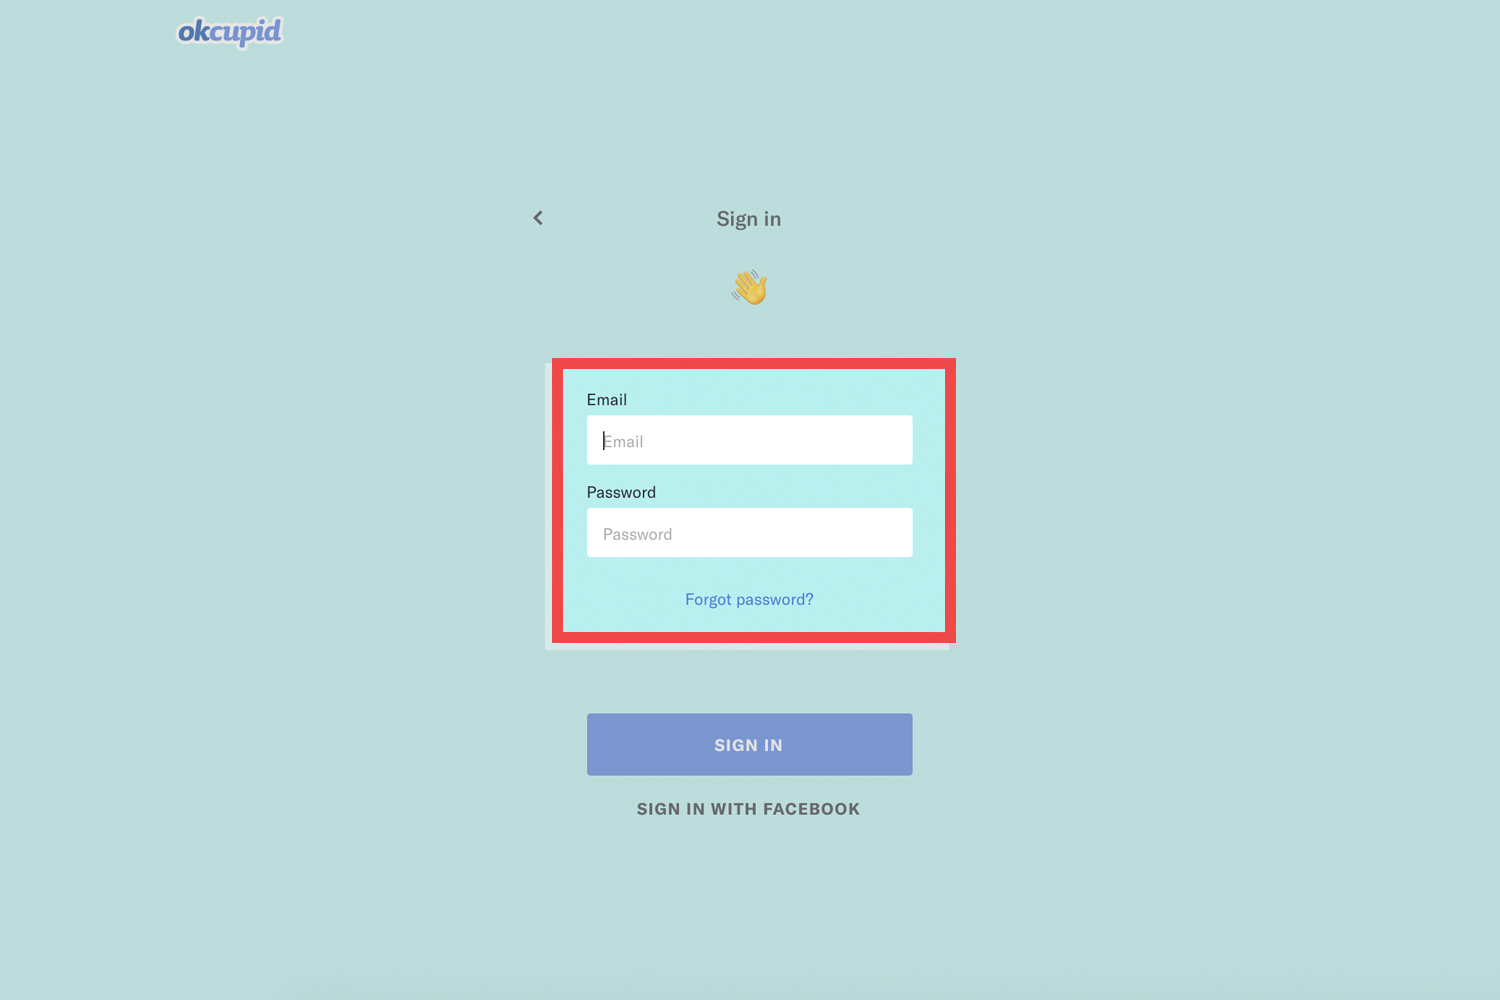 okcupid
Sign in
Email
Email
Password
Password
Forgot password?
SIGN IN
SIGN IN WITH FACEBOOK